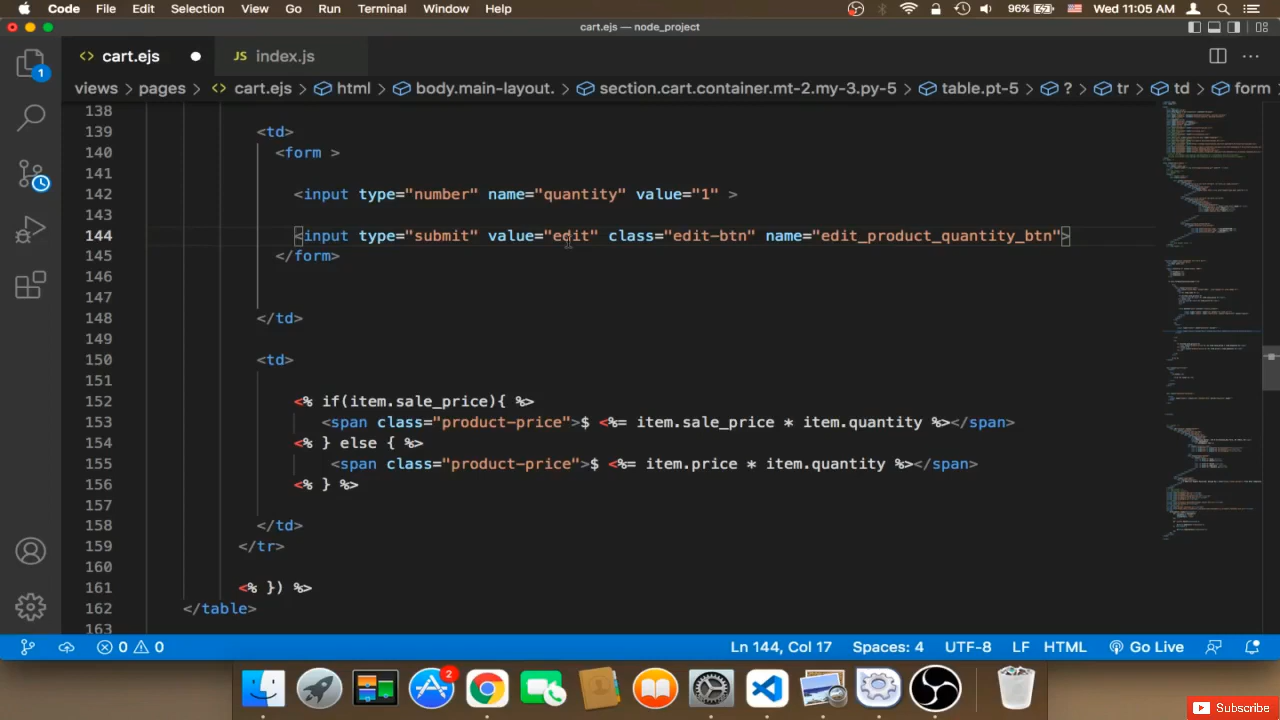 Code File Edit Selection View Go Run Terminal Window Help 96% Wed 11:05 AM
cart.ejs — node_project
<> cart.ejs JS index.js ...
views > pages > <> cart.ejs > html > body.main-layout. > section.cart.container.mt-2.my-3.py-5 > table.pt-5 > ? > tr > td > form >
1
138
139 <td>
140 <form >
141
142 <input type="number" name="quantity" value="1" >
143
144 <input type="submit" value="edit" class="edit-btn" name="edit_product_quantity_btn">
145 </form>
146
147
148 </td>
149
150 <td>
151
152 <% if(item.sale_price){ %>
153 <span class="product-price">$ <%= item.sale_price * item.quantity %></span>
154 <% } else { %>
155 <span class="product-price">$ <%= item.price * item.quantity %></span>
156 <% } %>
157
158 </td>
159 </tr>
160
161 <% }) %>
162 </table>
163
0 0 Ln 144, Col 17 Spaces: 4 UTF-8 LF HTML Go Live
2
Subscribe